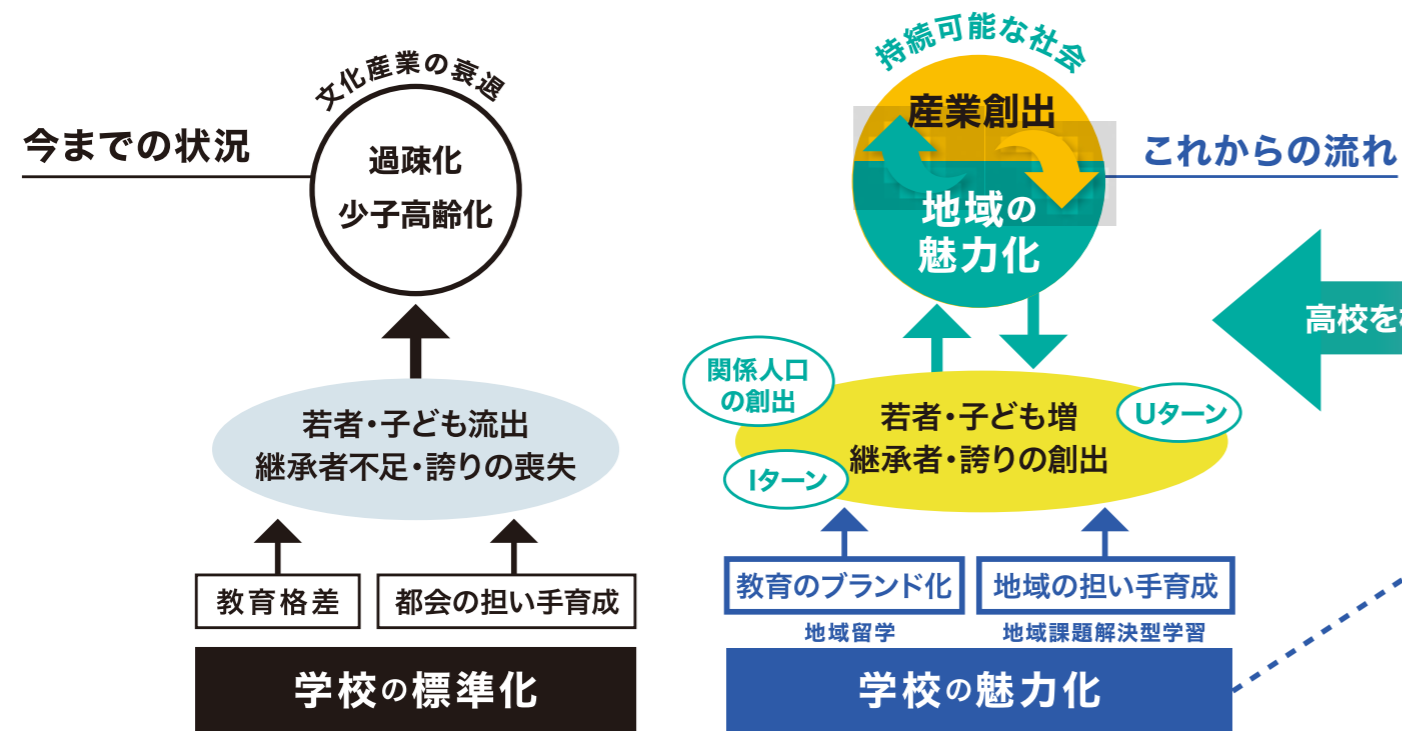 今までの状況
文化産業の衰退
過疎化
少子高齢化
若者・子ども流出
継承者不足・誇りの喪失
教育格差
都会の担い手育成
学校の標準化
持続可能な社会
産業創出
地域の
魅力化
これからの流れ
高校を
関係人口
の創出
若者・子ども増
継承者・誇りの創出
Uターン
Iターン
教育のブランド化
地域の担い手育成
地域留学
地域課題解決型学習
学校の魅力化